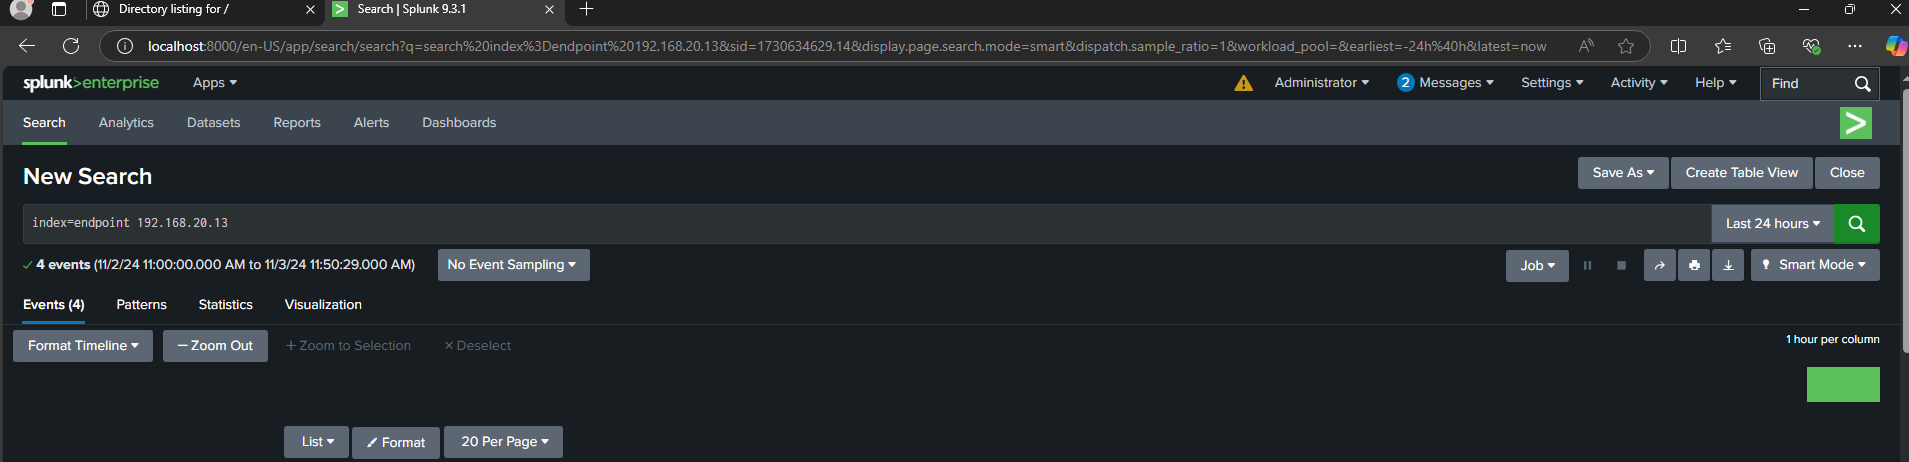 Directory listing for /
Search | Splunk 9.3.1
localhost:8000/en-US/app/search/search?q=search%20index%3Dendpoint%20192.168.20.13&sid=1730634629.14&display.page.search.mode=smart&dispatch.sample_ratio=1&workload_pool=&earliest=-24h%40h&latest=now
splunk>enterprise Apps Administrator 2 Messages Settings Activity Help Find
Search Analytics Datasets Reports Alerts Dashboards
New Search Save As Create Table View Close
index=endpoint 192.168.20.13 Last 24 hours
4 events (11/2/24 11:00:00.000 AM to 11/3/24 11:50:29.000 AM) No Event Sampling Job Smart Mode
Events (4) Patterns Statistics Visualization
Format Timeline — Zoom Out + Zoom to Selection × Deselect 1 hour per column
List Format 20 Per Page